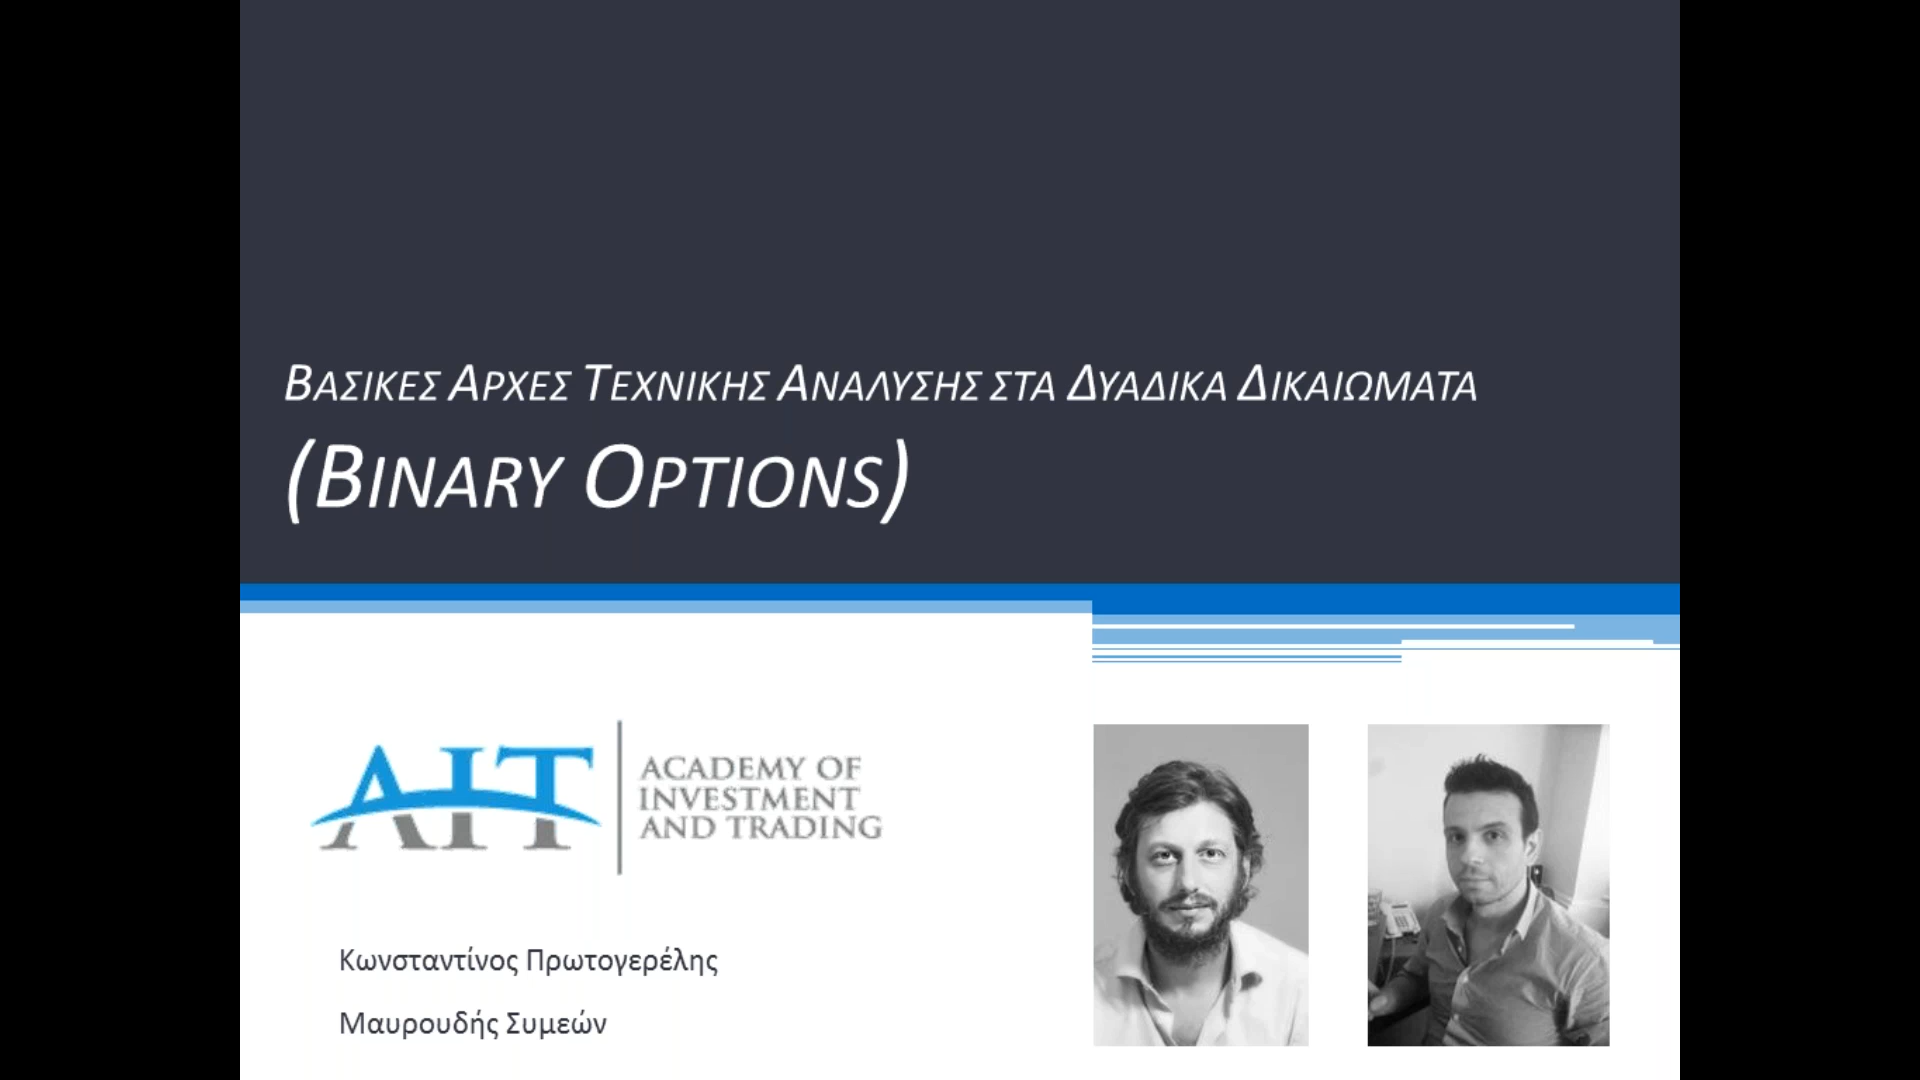 ΒΑΣΙΚΕΣ ΑΡΧΕΣ ΤΕΧΝΙΚΗΣ ΑΝΑΛΥΣΗΣ ΣΤΑ ΔΥΑΔΙΚΑ ΔΙΚΑΙΩΜΑΤΑ
(BINARY OPTIONS)
AIT
ACADEMY OF
INVESTMENT
AND TRADING
Κωνσταντίνος Πρωτογερέλης
Μαυρουδής Συμεών